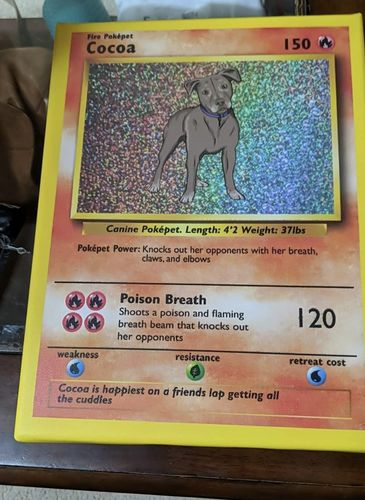 Fire Poképet
Cocoa 150
Canine Poképet. Length: 4'2 Weight: 37lbs
Poképet Power: Knocks out her opponents with her breath,
claws, and elbows
Poison Breath
Shoots a poison and flaming
breath beam that knocks out
her opponents
120
weakness resistance retreat cost
Cocoa is happiest on a friends lap getting all
the cuddles